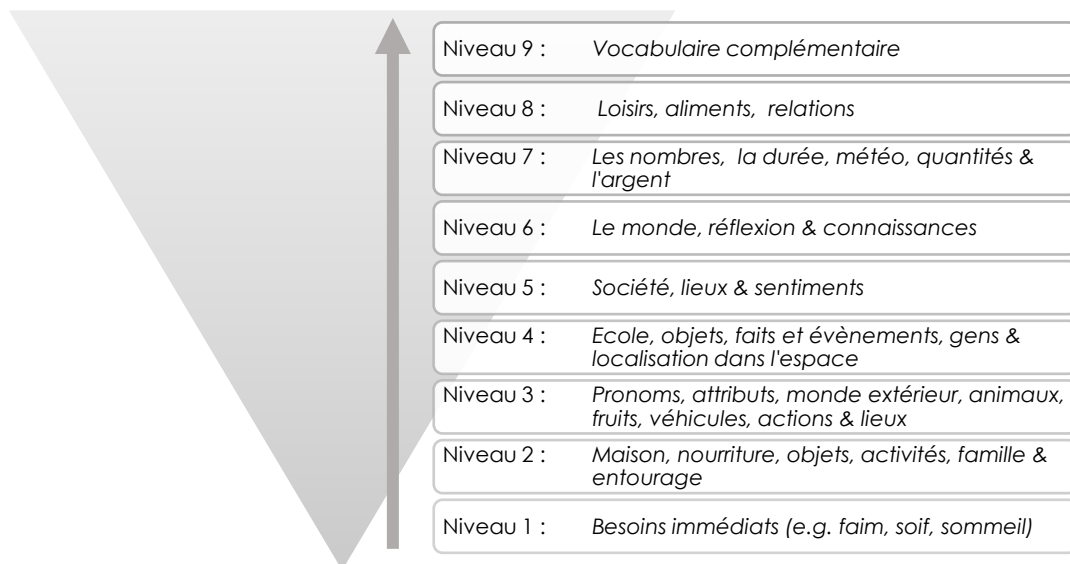 Niveau 9 : Vocabulaire complémentaire
Niveau 8 : Loisirs, aliments, relations
Niveau 7 : Les nombres, la durée, météo, quantités &
l'argent
Niveau 6 : Le monde, réflexion & connaissances
Niveau 5 : Société, lieux & sentiments
Niveau 4 : Ecole, objets, faits et évènements, gens &
localisation dans l'espace
Niveau 3 : Pronoms, attributs, monde extérieur, animaux,
fruits, véhicules, actions & lieux
Niveau 2 : Maison, nourriture, objets, activités, famille &
entourage
Niveau 1 : Besoins immédiats (e.g. faim, soif, sommeil)